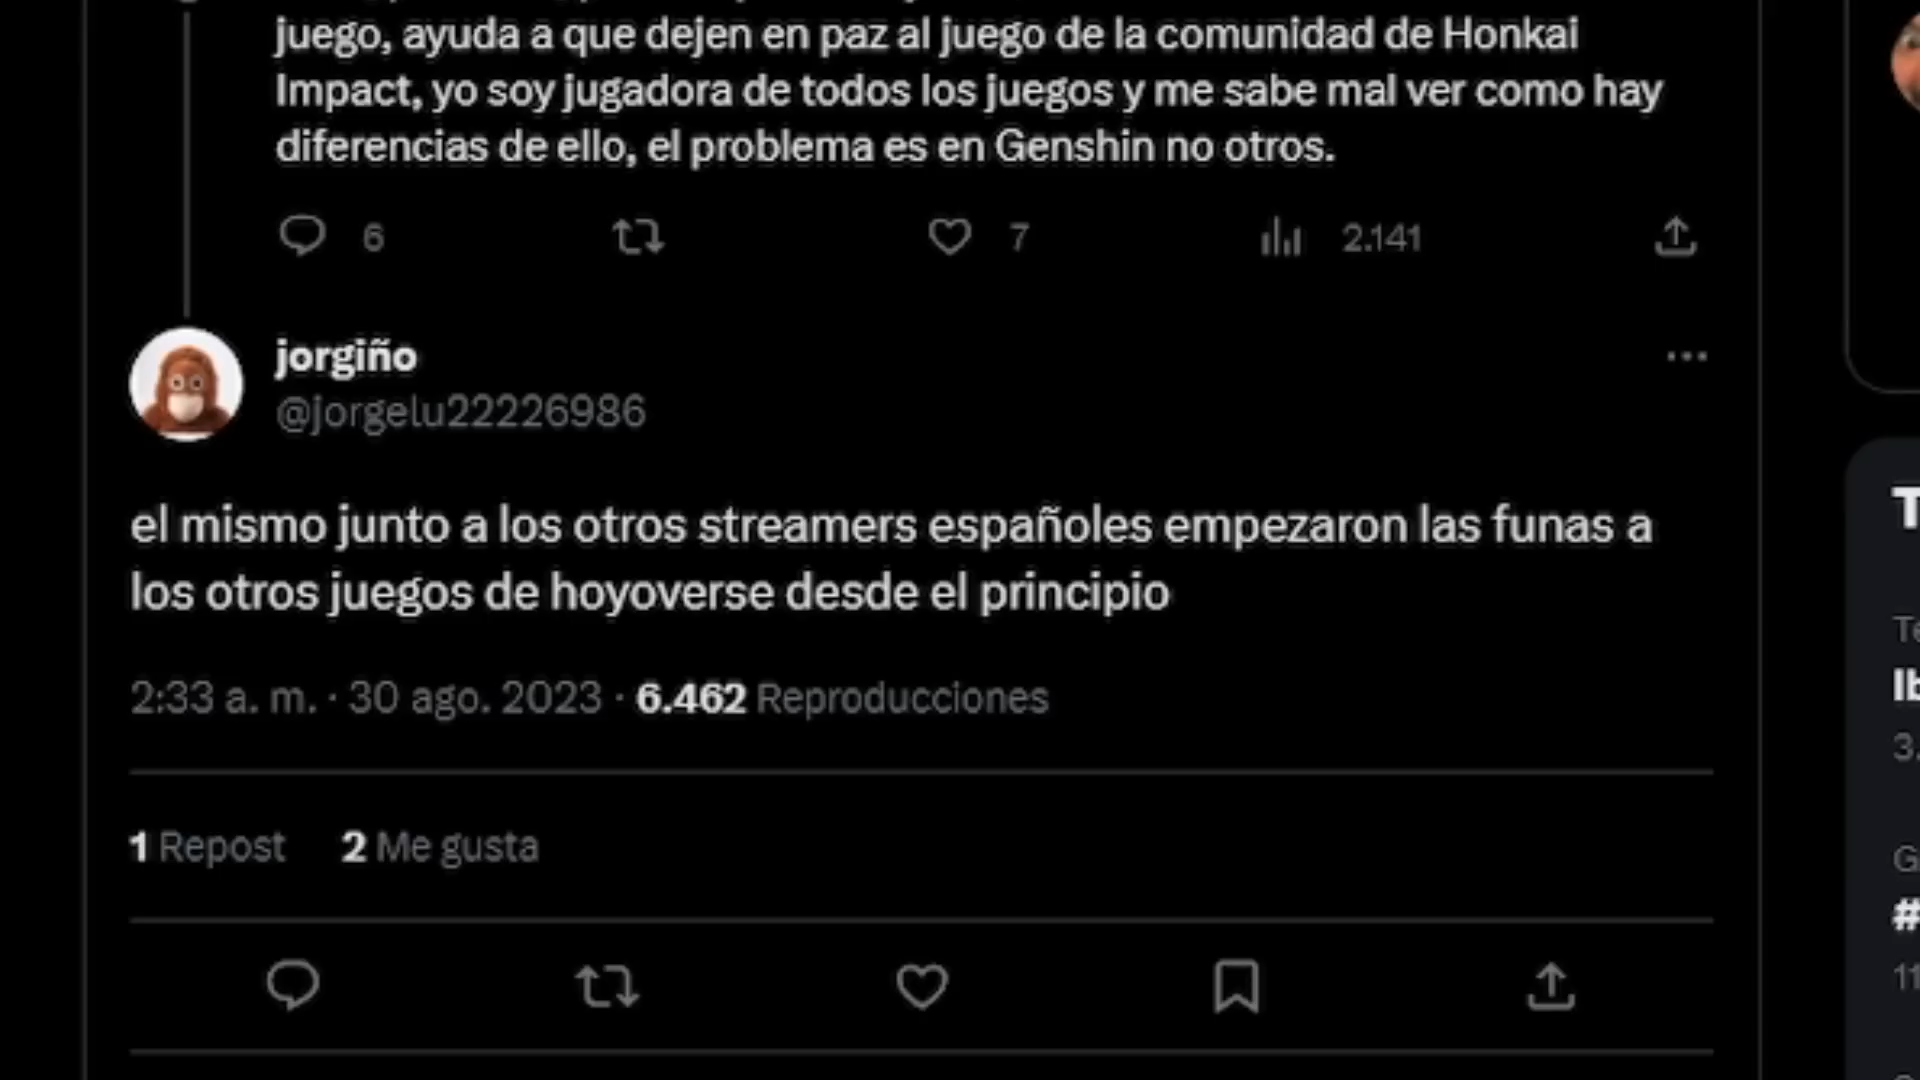 juego, ayuda a que dejen en paz al juego de la comunidad de Honkai
Impact, yo soy jugadora de todos los juegos y me sabe mal ver como hay
diferencias de ello, el problema es en Genshin no otros.
6 7 2.141
jorgiño
@jorgelu22226986
el mismo junto a los otros streamers españoles empezaron las funas a
los otros juegos de hoyoverse desde el principio
2:33 a. m. · 30 ago. 2023 · 6.462 Reproducciones
1 Repost 2 Me gusta